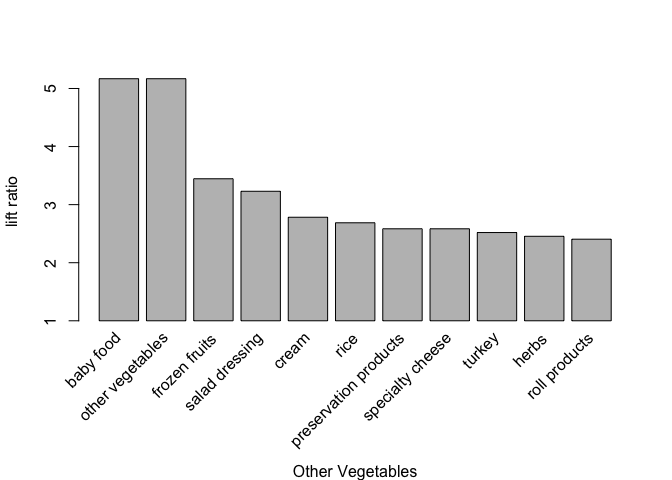 lift ratio
5
4
3
2
1
baby food
other vegetables
frozen fruits
salad dressing
cream
rice
preservation products
specialty cheese
turkey
herbs
roll products
Other Vegetables